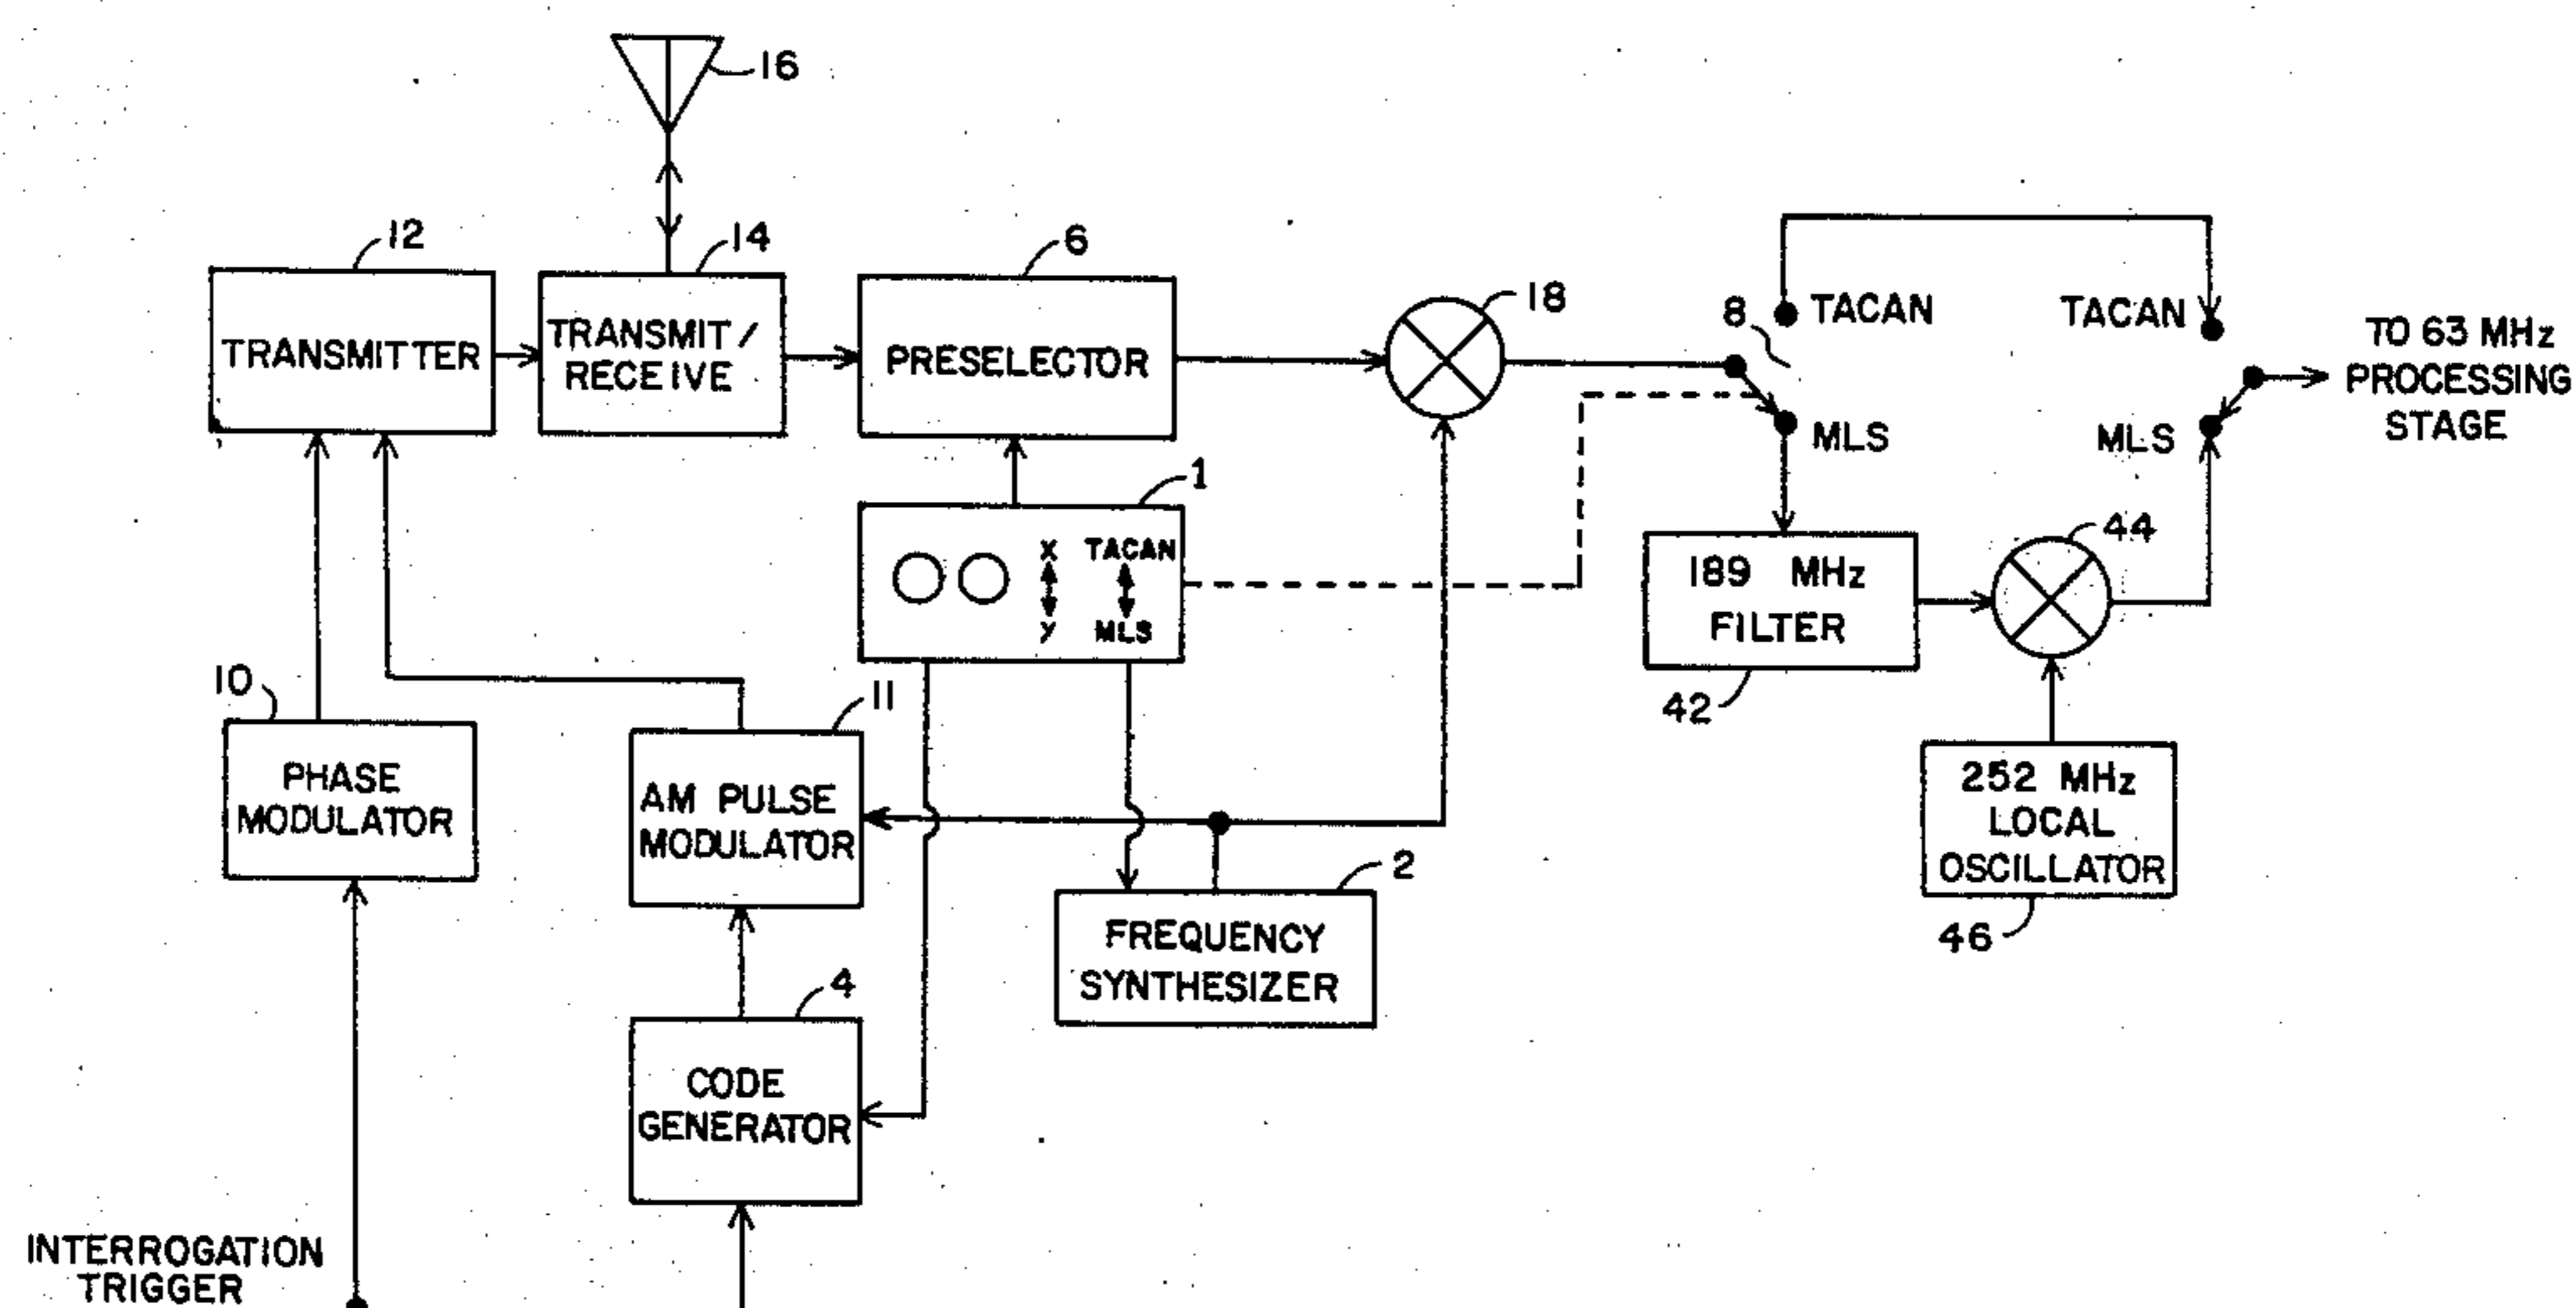 16
12
14
6
18
TRANSMITTER
TRANSMIT /
RECEIVE
PRESELECTOR
8
TACAN
MLS
TACAN
MLS
TO 63 MHz
PROCESSING
STAGE
1
X
Y
TACAN
MLS
189 MHz
FILTER
42
44
252 MHz
LOCAL
OSCILLATOR
46
10
PHASE
MODULATOR
11
AM PULSE
MODULATOR
2
FREQUENCY
SYNTHESIZER
4
CODE
GENERATOR
INTERROGATION
TRIGGER